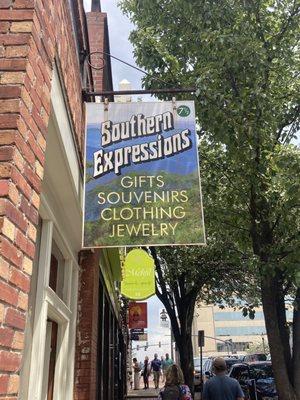 Southern
Expressions
GIFTS
SOUVENIRS
CLOTHING
JEWELRY